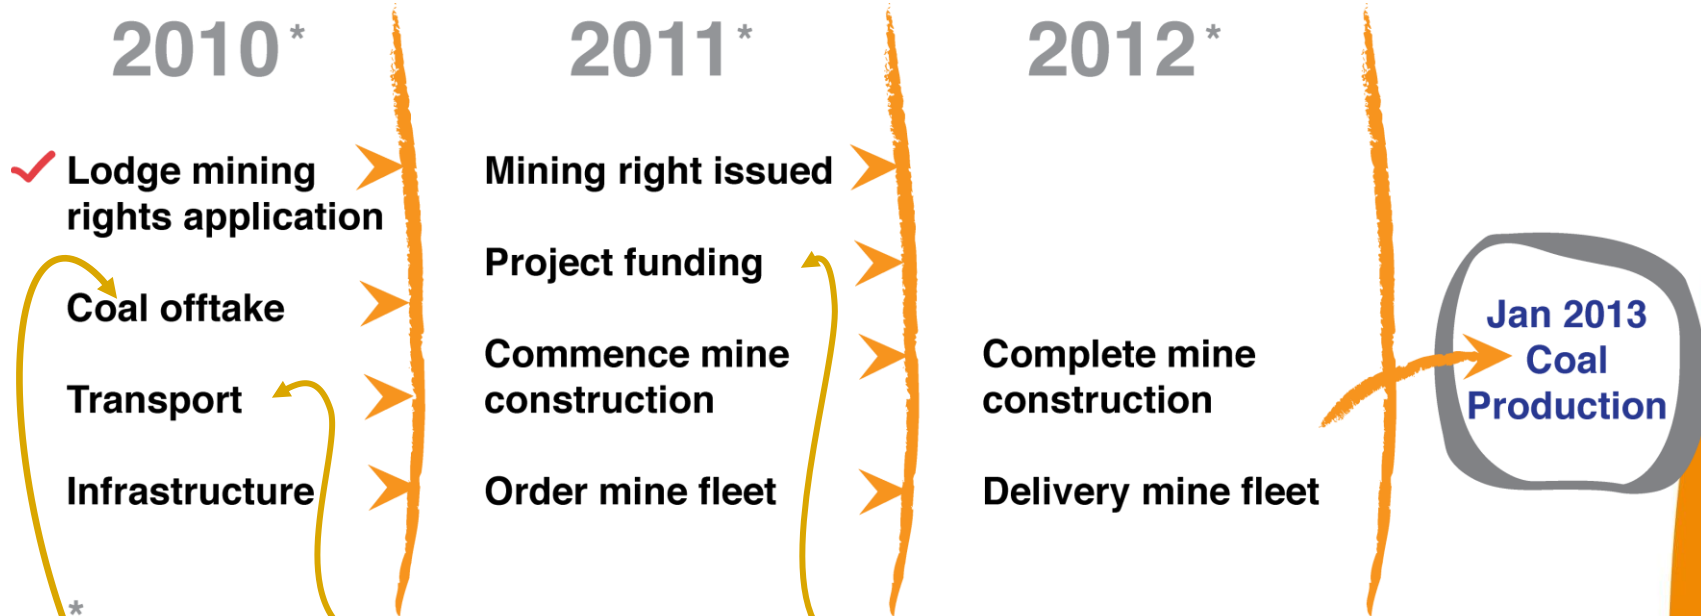 2010*
Lodge mining
rights application
Coal offtake
Transport
Infrastructure
*
2011*
Mining right issued
Project funding
Commence mine
construction
Order mine fleet
2012*
Complete mine
construction
Delivery mine fleet
Jan 2013
Coal
Production